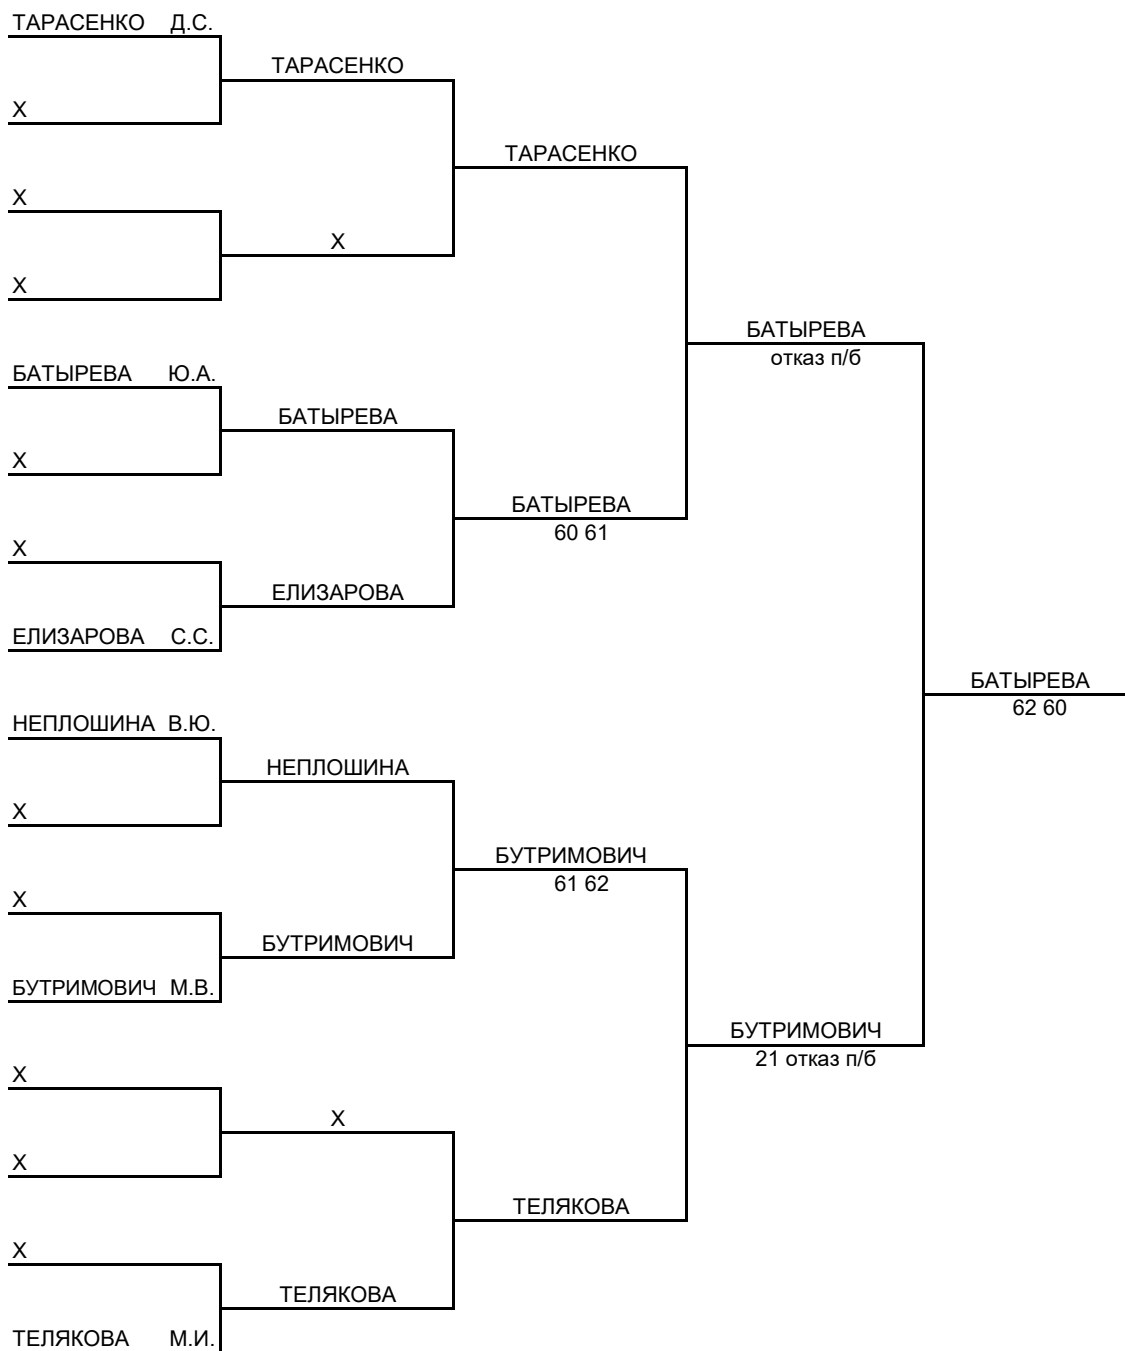 ТАРАСЕНКО Д.С.
ТАРАСЕНКО
Х
ТАРАСЕНКО
Х
Х
Х
БАТЫРЕВА
отказ п/б
БАТЫРЕВА Ю.А.
БАТЫРЕВА
Х
БАТЫРЕВА
60 61
Х
ЕЛИЗАРОВА
ЕЛИЗАРОВА С.С.
БАТЫРЕВА
62 60
НЕПЛОШИНА В.Ю.
НЕПЛОШИНА
Х
БУТРИМОВИЧ
61 62
Х
БУТРИМОВИЧ
БУТРИМОВИЧ М.В.
БУТРИМОВИЧ
21 отказ п/б
Х
Х
Х
ТЕЛЯКОВА
Х
ТЕЛЯКОВА
ТЕЛЯКОВА М.И.